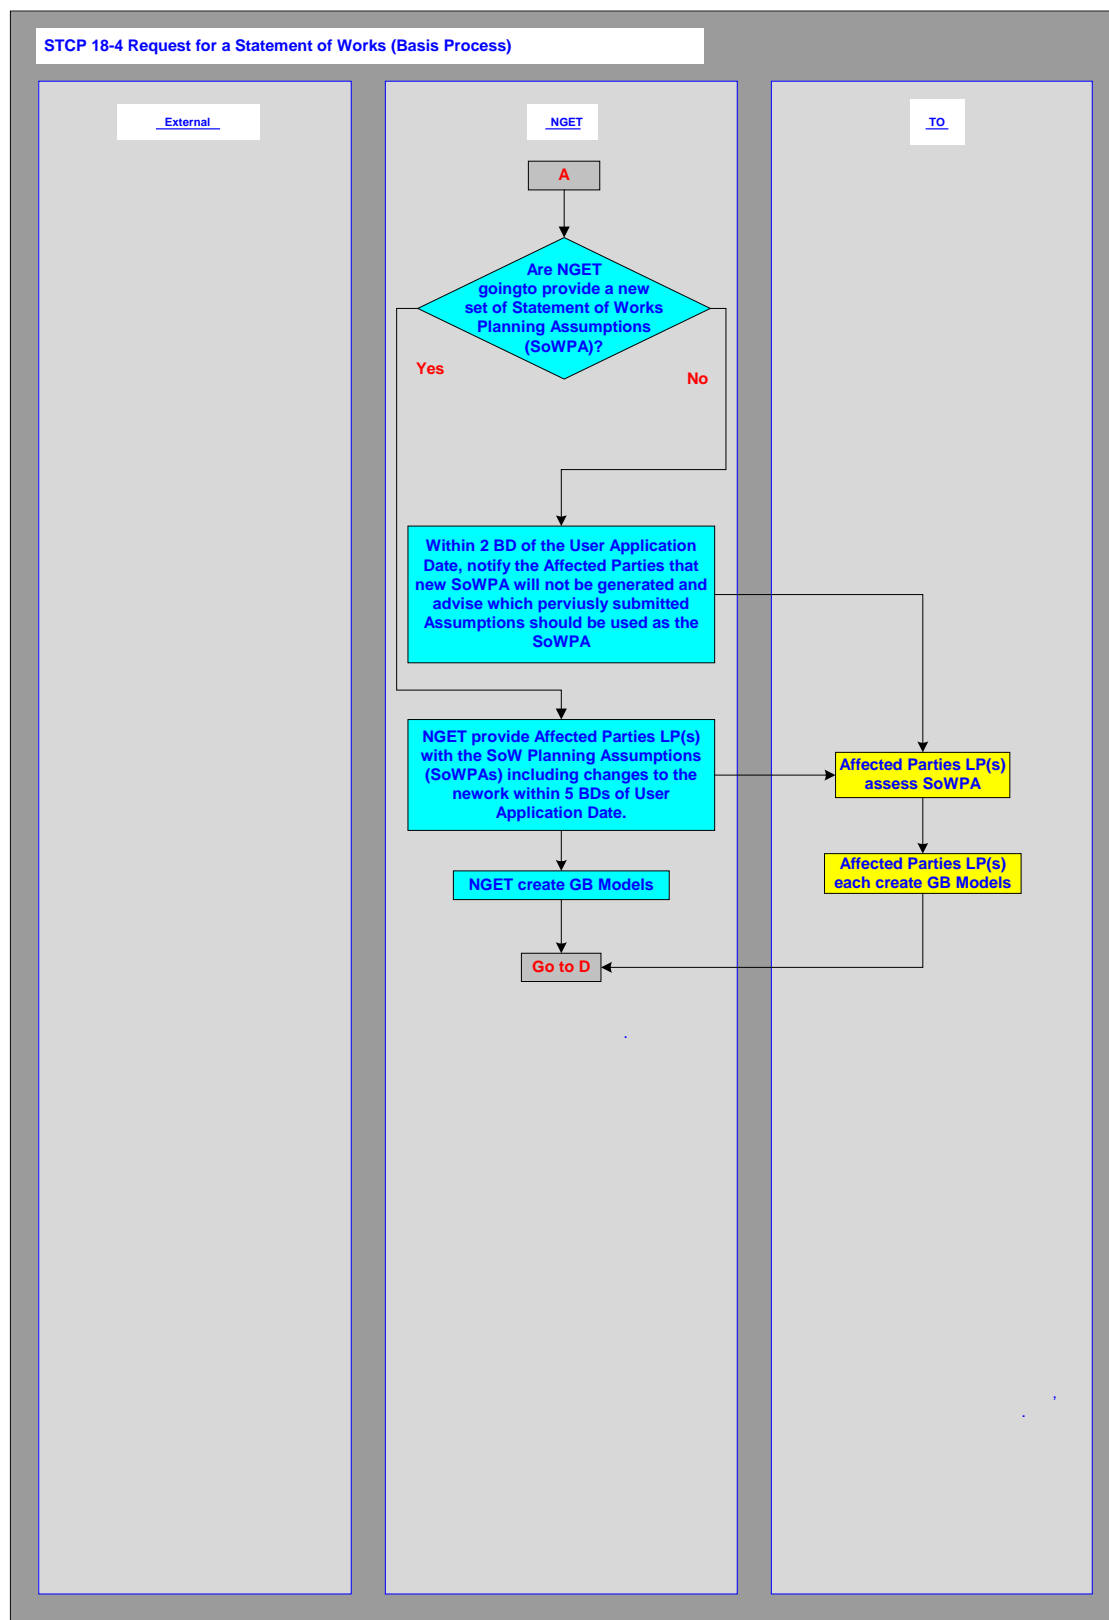 STCP 18-4 Request for a Statement of Works (Basis Process)
External
NGET
TO
A
Are NGET
goingto provide a new
set of Statement of Works
Planning Assumptions
(SoWPA)?
Yes
No
Within 2 BD of the User Application
Date, notify the Affected Parties that
new SoWPA will not be generated and
advise which perviusly submitted
Assumptions should be used as the
SoWPA
NGET provide Affected Parties LP(s)
with the SoW Planning Assumptions
(SoWPAs) including changes to the
nework within 5 BDs of User
Application Date.
Affected Parties LP(s)
assess SoWPA
NGET create GB Models
Affected Parties LP(s)
each create GB Models
Go to D
.
,
.